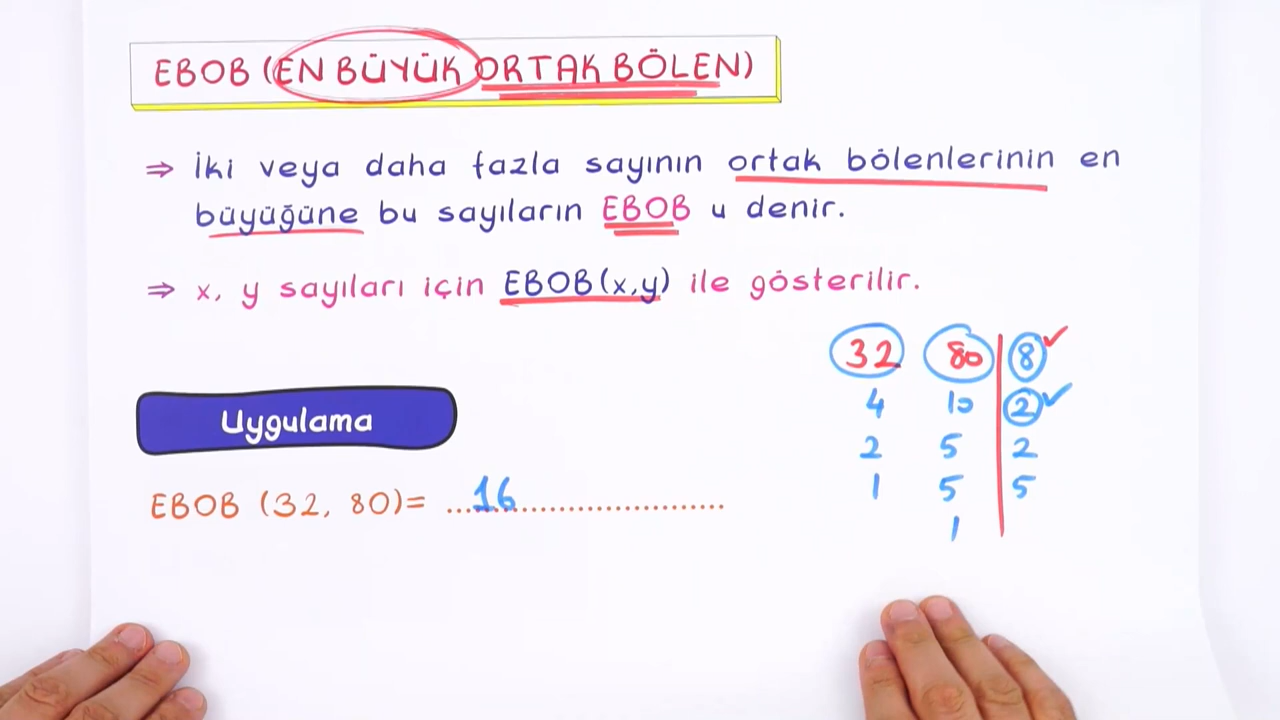 EBOB (EN BÜYÜK ORTAK BÖLEN)
⇒ İki veya daha fazla sayının ortak bölenlerinin en
büyüğüne bu sayıların EBOB u denir.
⇒ x, y sayıları için EBOB(x,y) ile gösterilir.
32 80 | 8 ✓
4 10 | 2 ✓
2 5 | 2
1 5 | 5
1
Uygulama
EBOB (32, 80)= ...16..........................